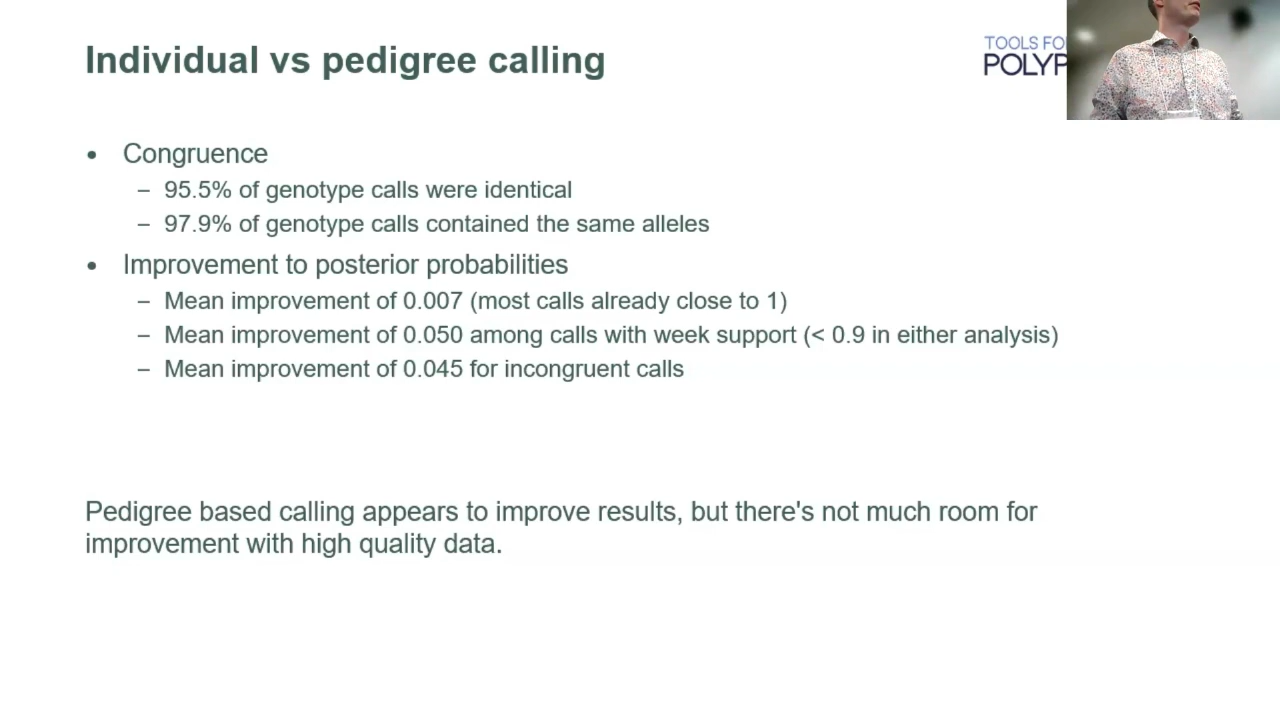 Individual vs pedigree calling
TOOLS FO
POLYP
• Congruence
– 95.5% of genotype calls were identical
– 97.9% of genotype calls contained the same alleles
• Improvement to posterior probabilities
– Mean improvement of 0.007 (most calls already close to 1)
– Mean improvement of 0.050 among calls with week support (< 0.9 in either analysis)
– Mean improvement of 0.045 for incongruent calls
Pedigree based calling appears to improve results, but there's not much room for
improvement with high quality data.